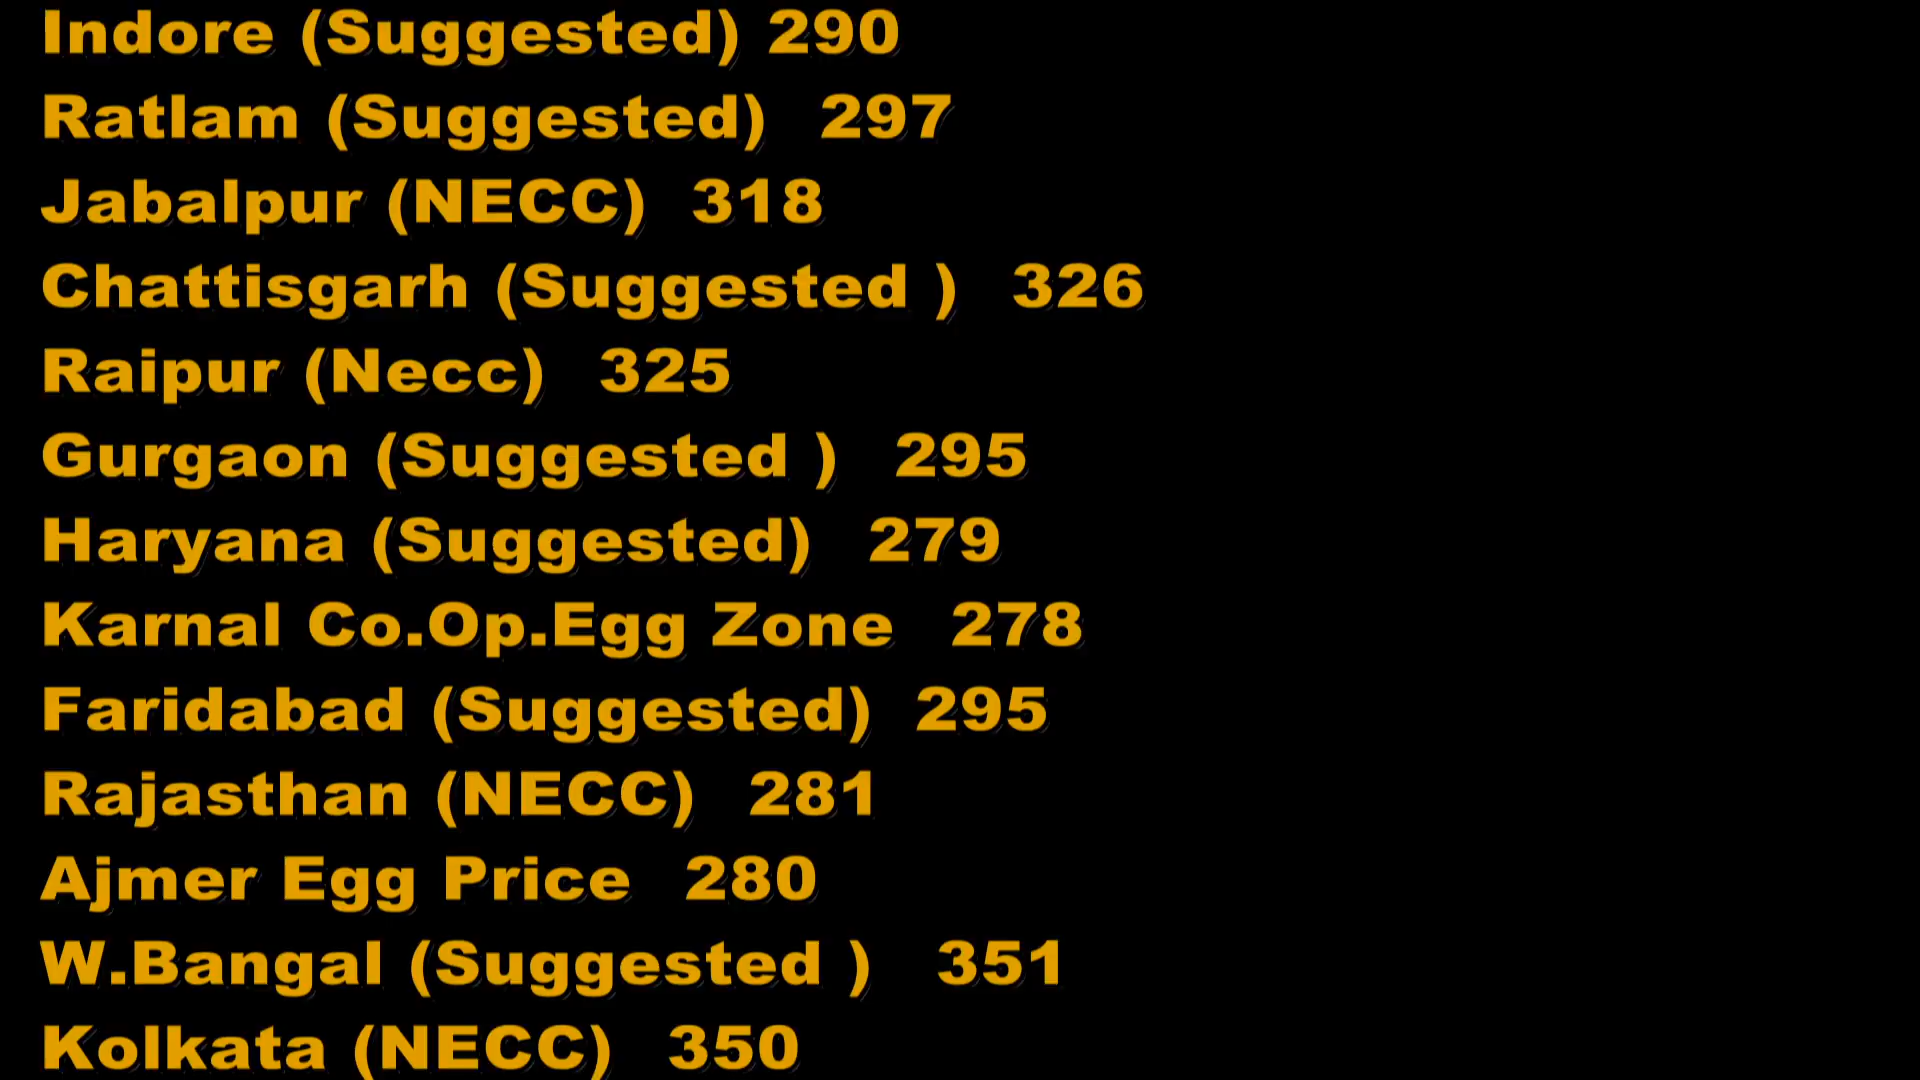 Indore (Suggested) 290
Ratlam (Suggested) 297
Jabalpur (NECC) 318
Chattisgarh (Suggested ) 326
Raipur (Necc) 325
Gurgaon (Suggested ) 295
Haryana (Suggested) 279
Karnal Co.Op.Egg Zone 278
Faridabad (Suggested) 295
Rajasthan (NECC) 281
Ajmer Egg Price 280
W.Bangal (Suggested ) 351
Kolkata (NECC) 350